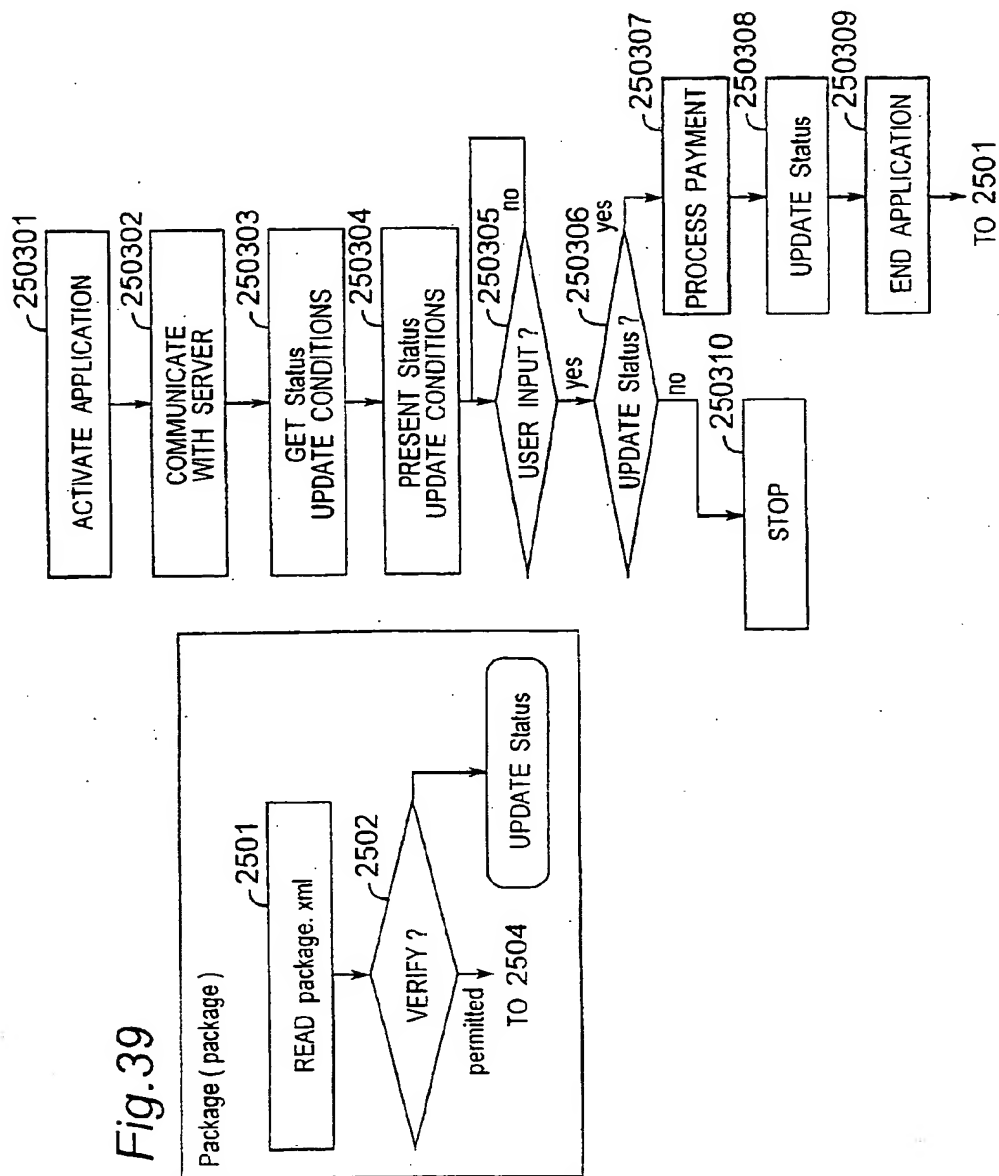 Fig.39
Package ( package )
2501
READ package. xml
2502
VERIFY ?
permitted
TO 2504
UPDATE Status
250301
ACTIVATE APPLICATION
250302
COMMUNICATE
WITH SERVER
250303
GET Status
UPDATE CONDITIONS
250304
PRESENT Status
UPDATE CONDITIONS
250305
USER INPUT ?
no
yes
250306
UPDATE Status ?
yes
no
250310
STOP
250307
PROCESS PAYMENT
250308
UPDATE Status
250309
END APPLICATION
TO 2501